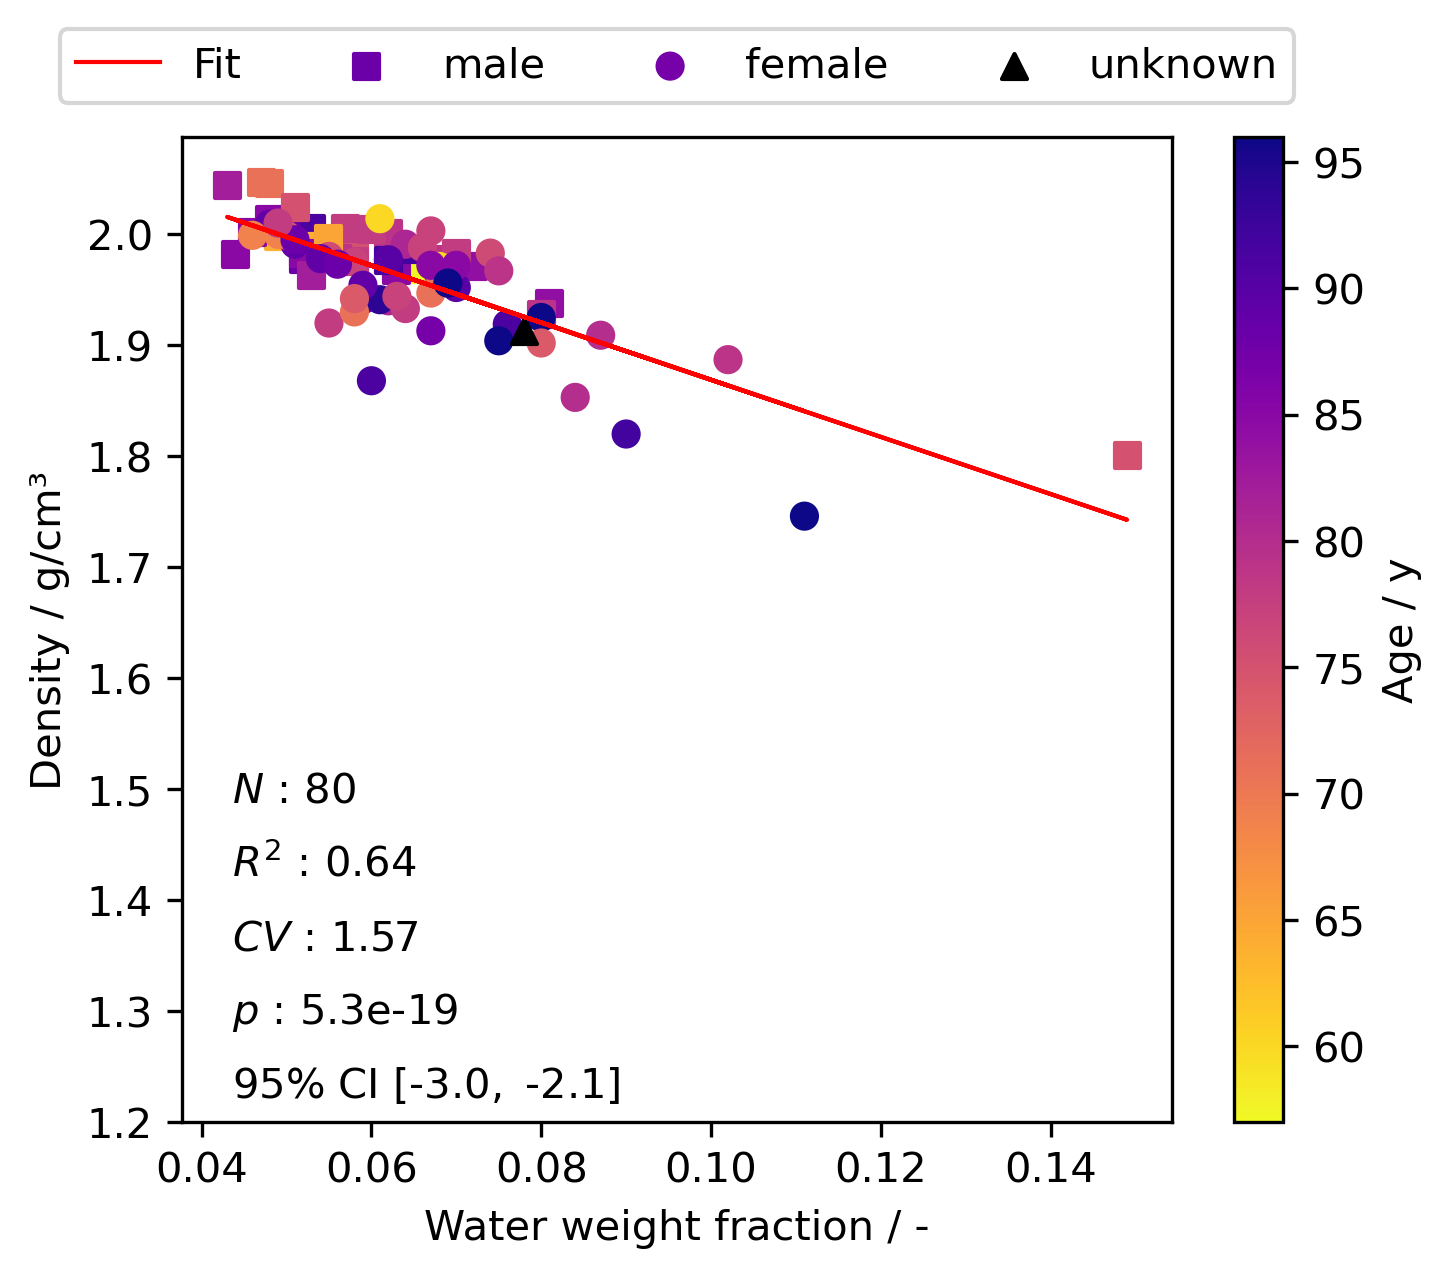 Fit male female unknown
2.0
1.9
1.8
1.7
1.6
1.5
1.4
1.3
1.2
Density / g/cm³
N : 80
R² : 0.64
CV : 1.57
p : 5.3e-19
95% CI [-3.0, -2.1]
0.04 0.06 0.08 0.10 0.12 0.14
Water weight fraction / -
95
90
85
80
75
70
65
60
Age / y